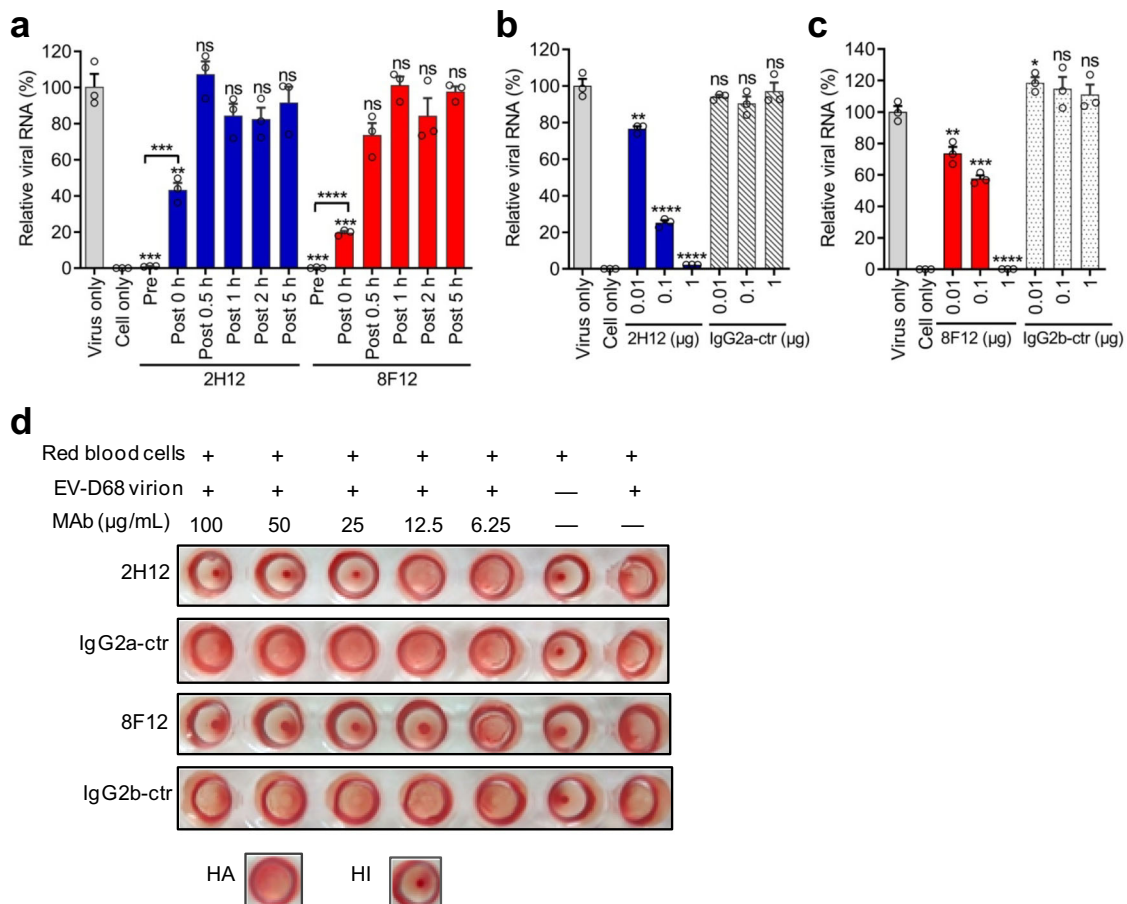 a
Relative viral RNA (%)
120
100
80
60
40
20
0
ns
ns
ns
ns
ns
ns
ns
ns
***
**
***
****
***
***
Virus only
Cell only
Pre
Post 0 h
Post 0.5 h
Post 1 h
Post 2 h
Post 5 h
Pre
Post 0 h
Post 0.5 h
Post 1 h
Post 2 h
Post 5 h
2H12
8F12
b
Relative viral RNA (%)
120
100
80
60
40
20
0
**
****
****
ns ns ns
Virus only
Cell only
0.01
0.1
1
0.01
0.1
1
2H12 (µg)
IgG2a-ctr (µg)
c
Relative viral RNA (%)
140
120
100
80
60
40
20
0
**
***
****
*
ns
ns
Virus only
Cell only
0.01
0.1
1
0.01
0.1
1
8F12 (µg)
IgG2b-ctr (µg)
d
Red blood cells + + + + + + +
EV-D68 virion + + + + + — +
MAb (µg/mL) 100 50 25 12.5 6.25 — —
2H12
IgG2a-ctr
8F12
IgG2b-ctr
HA HI